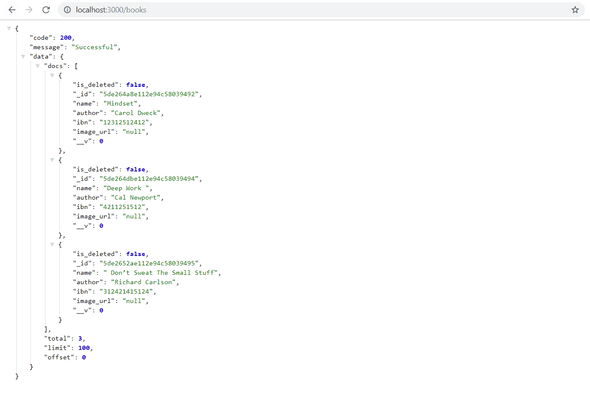 localhost:3000/books
{
"code": 200,
"message": "Successful",
"data": {
"docs": [
{
"is_deleted": false,
"_id": "5de264a8e112e94c58039492",
"name": "Mindset",
"author": "Carol Dweck",
"ibn": "12312512412",
"image_url": "null",
"__v": 0
},
{
"is_deleted": false,
"_id": "5de264dbe112e94c58039494",
"name": "Deep Work ",
"author": "Cal Newport",
"ibn": "4211251512",
"image_url": "null",
"__v": 0
},
{
"is_deleted": false,
"_id": "5de2652ae112e94c58039495",
"name": " Don’t Sweat The Small Stuff",
"author": "Richard Carlson",
"ibn": "312421415124",
"image_url": "null",
"__v": 0
}
],
"total": 3,
"limit": 100,
"offset": 0
}
}